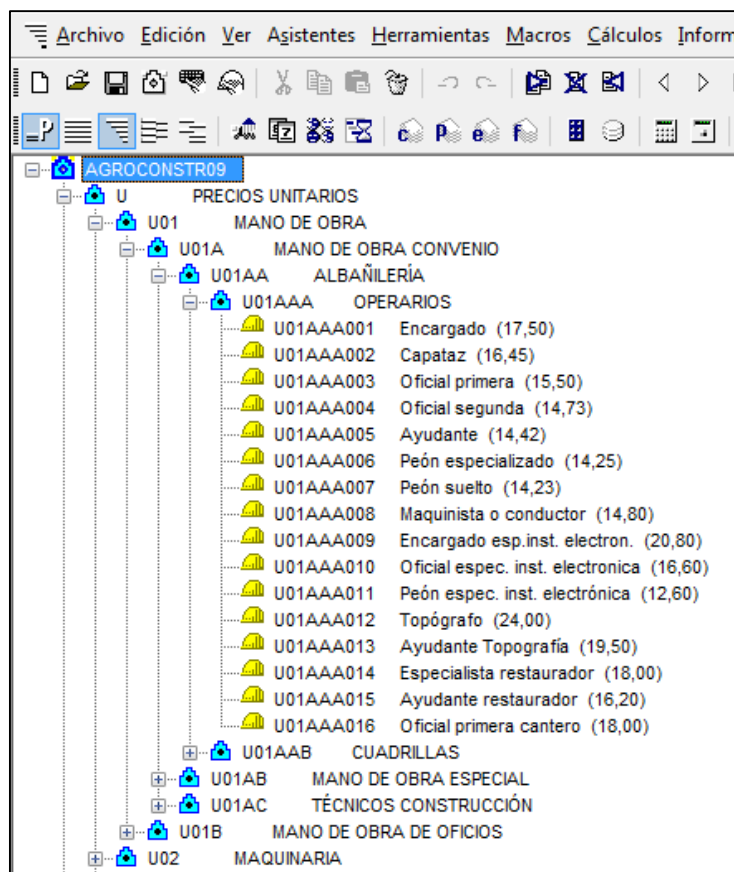 Archivo Edición Ver Asistentes Herramientas Macros Cálculos Inform
AGROCONSTR09
U PRECIOS UNITARIOS
U01 MANO DE OBRA
U01A MANO DE OBRA CONVENIO
U01AA ALBAÑILERÍA
U01AAA OPERARIOS
U01AAA001 Encargado (17,50)
U01AAA002 Capataz (16,45)
U01AAA003 Oficial primera (15,50)
U01AAA004 Oficial segunda (14,73)
U01AAA005 Ayudante (14,42)
U01AAA006 Peón especializado (14,25)
U01AAA007 Peón suelto (14,23)
U01AAA008 Maquinista o conductor (14,80)
U01AAA009 Encargado esp.inst. electron. (20,80)
U01AAA010 Oficial espec. inst. electronica (16,60)
U01AAA011 Peón espec. inst. electrónica (12,60)
U01AAA012 Topógrafo (24,00)
U01AAA013 Ayudante Topografía (19,50)
U01AAA014 Especialista restaurador (18,00)
U01AAA015 Ayudante restaurador (16,20)
U01AAA016 Oficial primera cantero (18,00)
U01AAB CUADRILLAS
U01AB MANO DE OBRA ESPECIAL
U01AC TÉCNICOS CONSTRUCCIÓN
U01B MANO DE OBRA DE OFICIOS
U02 MAQUINARIA